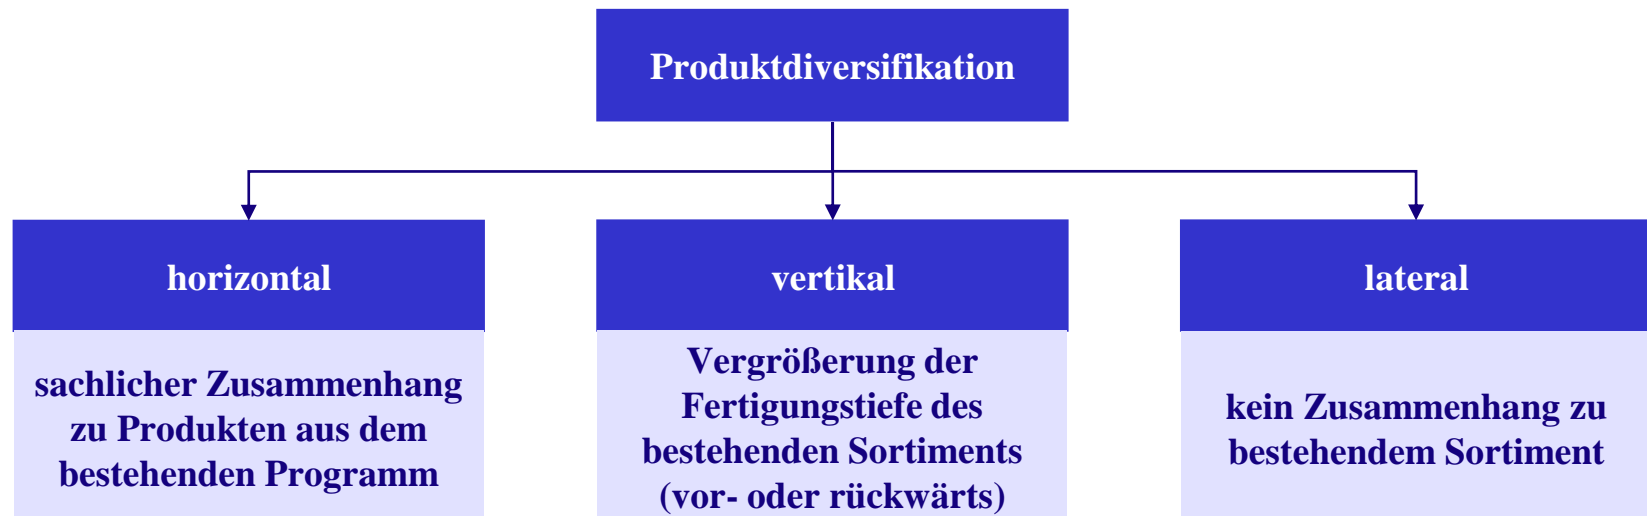 Produktdiversifikation
horizontal
sachlicher Zusammenhang
zu Produkten aus dem
bestehenden Programm
vertikal
Vergrößerung der
Fertigungstiefe des
bestehenden Sortiments
(vor- oder rückwärts)
lateral
kein Zusammenhang zu
bestehendem Sortiment